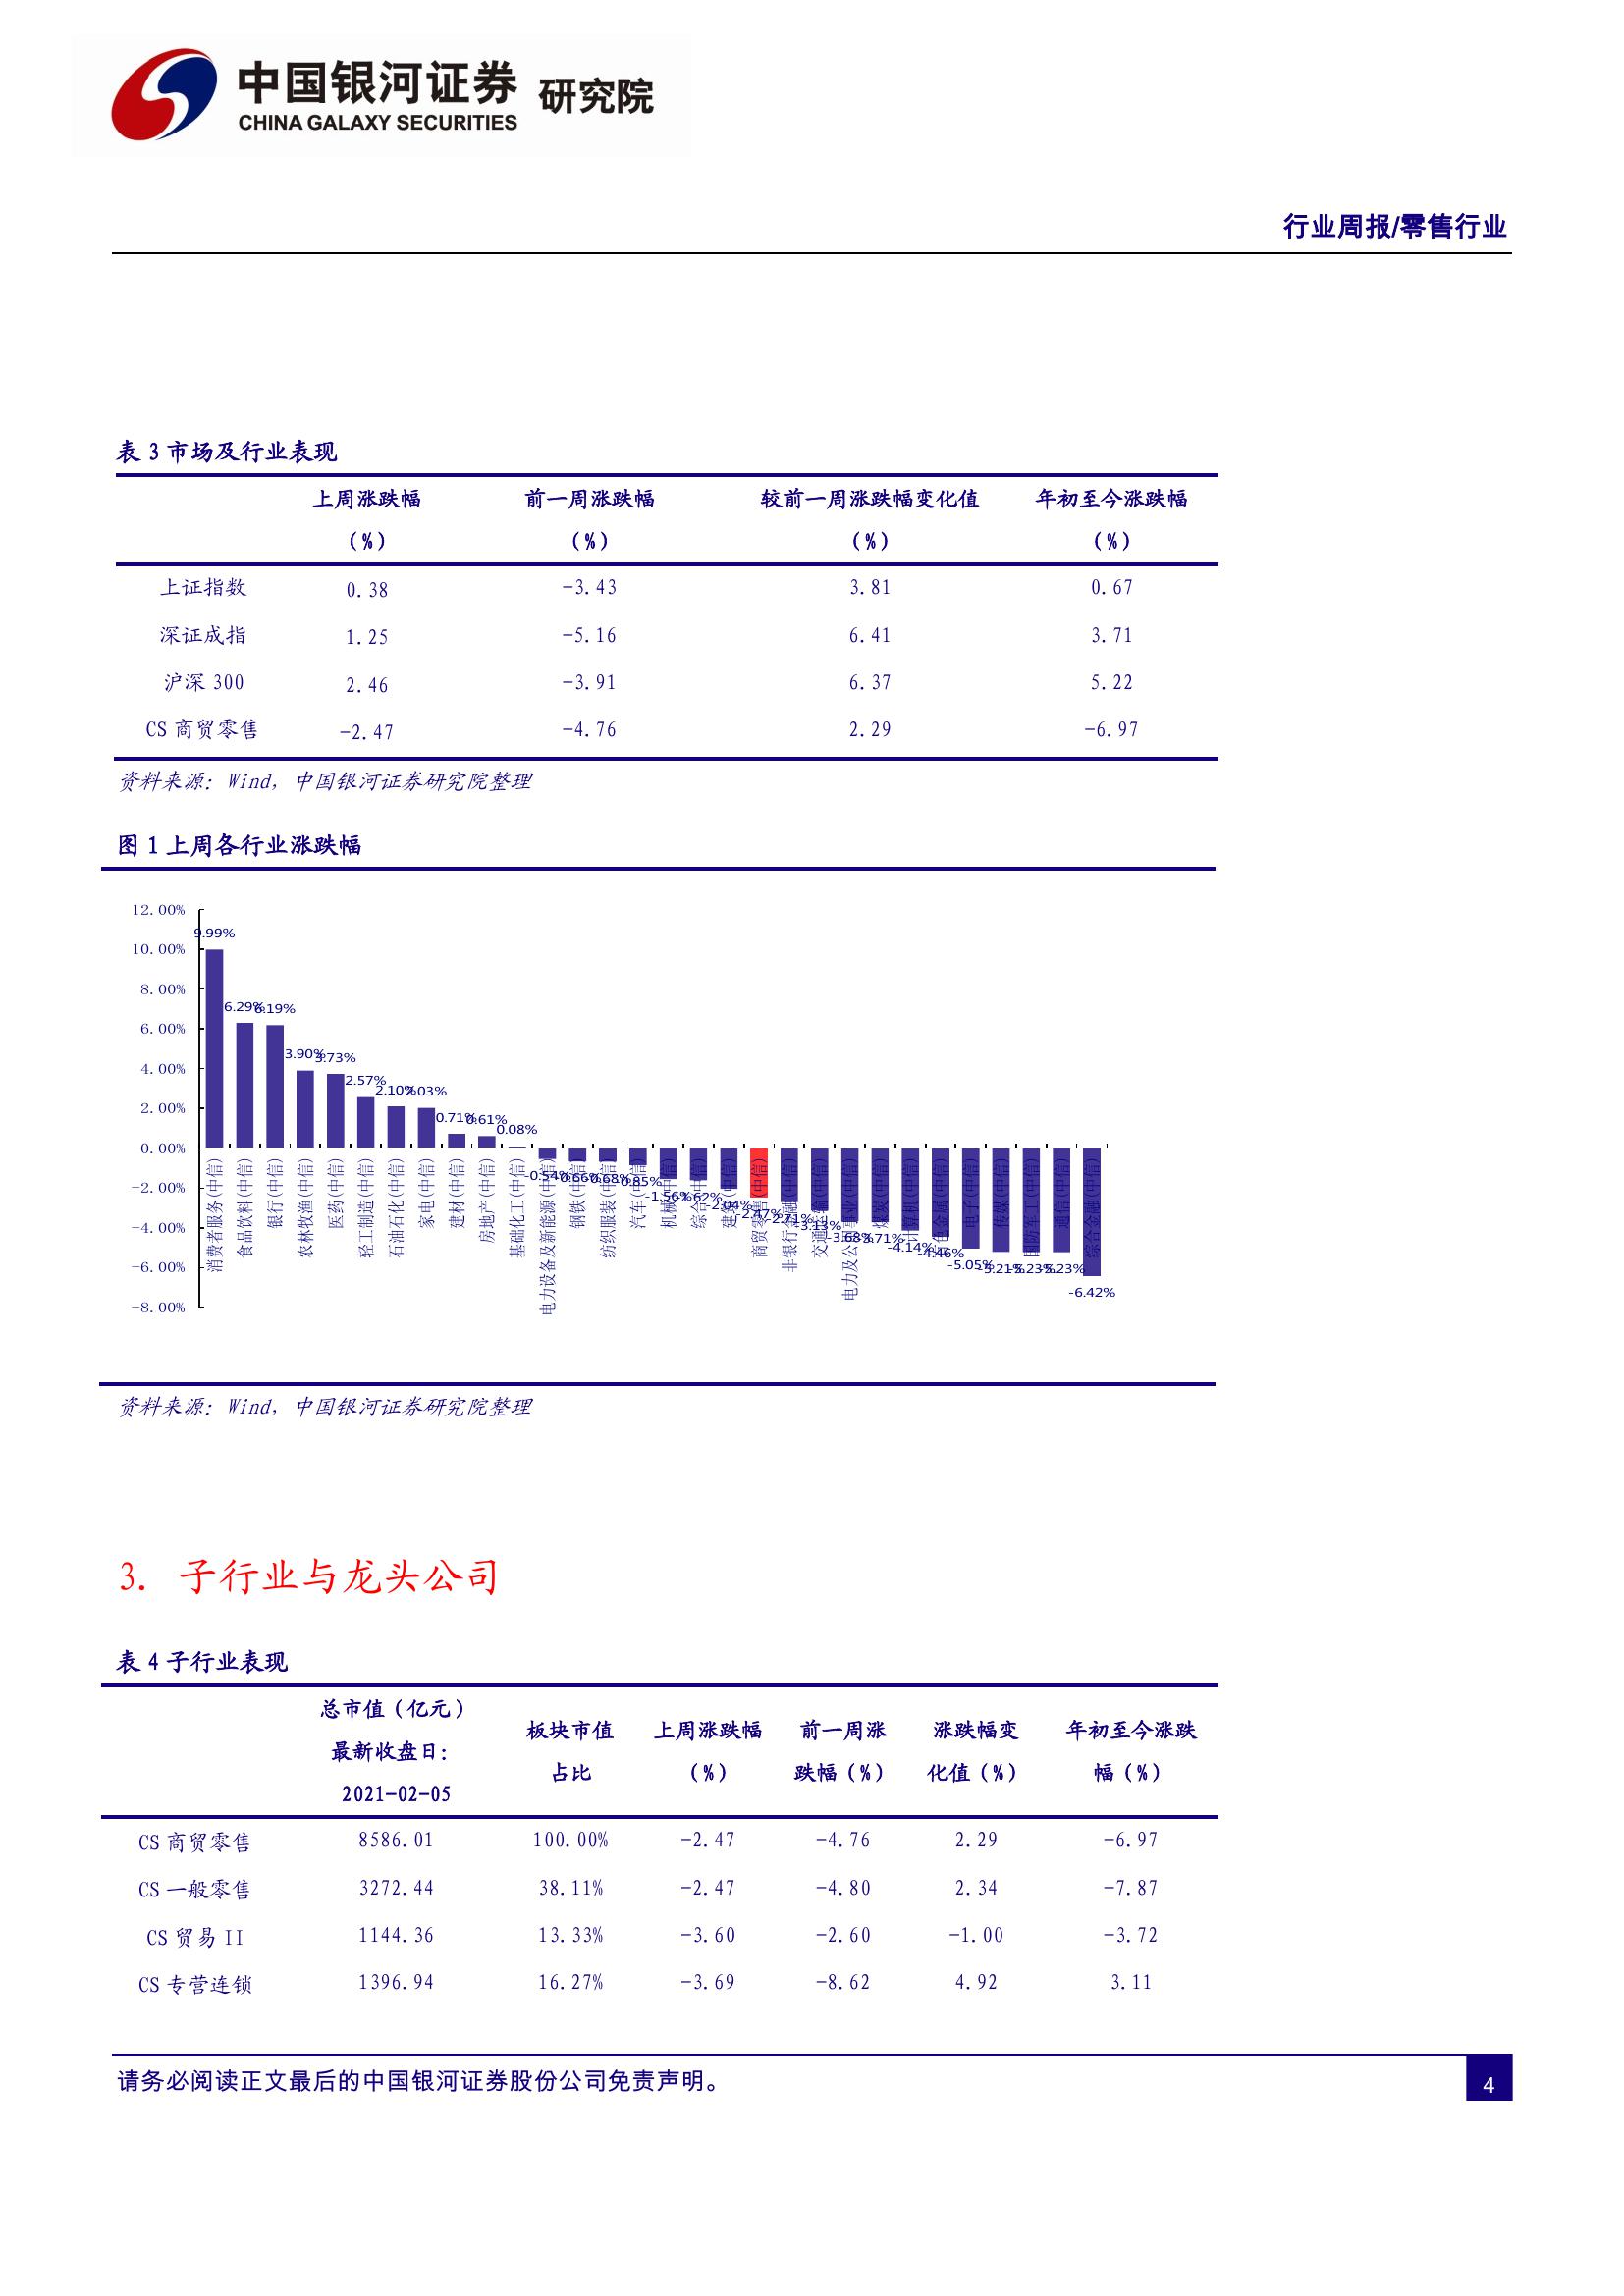 中国银河证券 研究院
CHINA GALAXY SECURITIES
行业周报/零售行业
表 3 市场及行业表现
上周涨跌幅 前一周涨跌幅 较前一周涨跌幅变化值 年初至今涨跌幅
（%） （%） （%） （%）
上证指数 0.38 -3.43 3.81 0.67
深证成指 1.25 -5.16 6.41 3.71
沪深 300 2.46 -3.91 6.37 5.22
CS 商贸零售 -2.47 -4.76 2.29 -6.97
资料来源：Wind，中国银河证券研究院整理
图 1 上周各行业涨跌幅
12.00%
10.00%
8.00%
6.00%
4.00%
2.00%
0.00%
-2.00%
-4.00%
-6.00%
-8.00%
9.99%
6.29%
6.19%
3.90%
3.73%
2.57%
2.10%
2.03%
0.71%
0.61%
0.08%
-0.54%
-0.66%
-0.68%
-0.85%
-1.56%
-1.62%
-2.04%
-2.47%
-2.71%
-3.13%
-3.68%
-3.71%
-4.14%
-4.46%
-5.05%
-5.21%
-5.23%
-5.23%
-6.42%
消费者服务(中信)
食品饮料(中信)
银行(中信)
农林牧渔(中信)
医药(中信)
轻工制造(中信)
石油石化(中信)
家电(中信)
建材(中信)
房地产(中信)
基础化工(中信)
电力设备及新能源(中信)
钢铁(中信)
纺织服装(中信)
汽车(中信)
机械(中信)
综合(中信)
商贸零售(中信)
非银行金融(中信)
电力及公用事业(中信)
煤炭(中信)
计算机(中信)
电子(中信)
传媒(中信)
国防军工(中信)
通信(中信)
综合金融(中信)
资料来源：Wind，中国银河证券研究院整理
3. 子行业与龙头公司
表 4 子行业表现
总市值（亿元）
最新收盘日：
2021-02-05
板块市值
占比
上周涨跌幅
（%）
前一周涨
跌幅（%）
涨跌幅变
化值（%）
年初至今涨跌
幅（%）
CS 商贸零售 8586.01 100.00% -2.47 -4.76 2.29 -6.97
CS 一般零售 3272.44 38.11% -2.47 -4.80 2.34 -7.87
CS 贸易 II 1144.36 13.33% -3.60 -2.60 -1.00 -3.72
CS 专营连锁 1396.94 16.27% -3.69 -8.62 4.92 3.11
请务必阅读正文最后的中国银河证券股份公司免责声明。
4